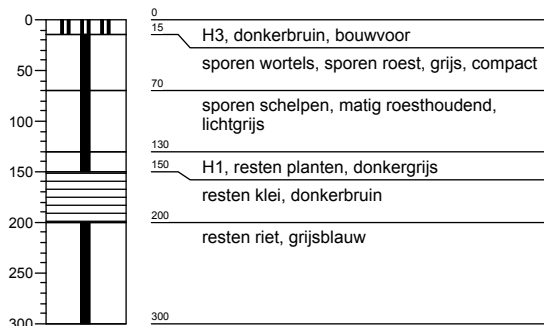 0
0
15
H3, donkerbruin, bouwvoor
50
sporen wortels, sporen roest, grijs, compact
70
100
sporen schelpen, matig roesthoudend,
lichtgrijs
130
150
150
H1, resten planten, donkergrijs
resten klei, donkerbruin
200
200
resten riet, grijsblauw
250
300
300